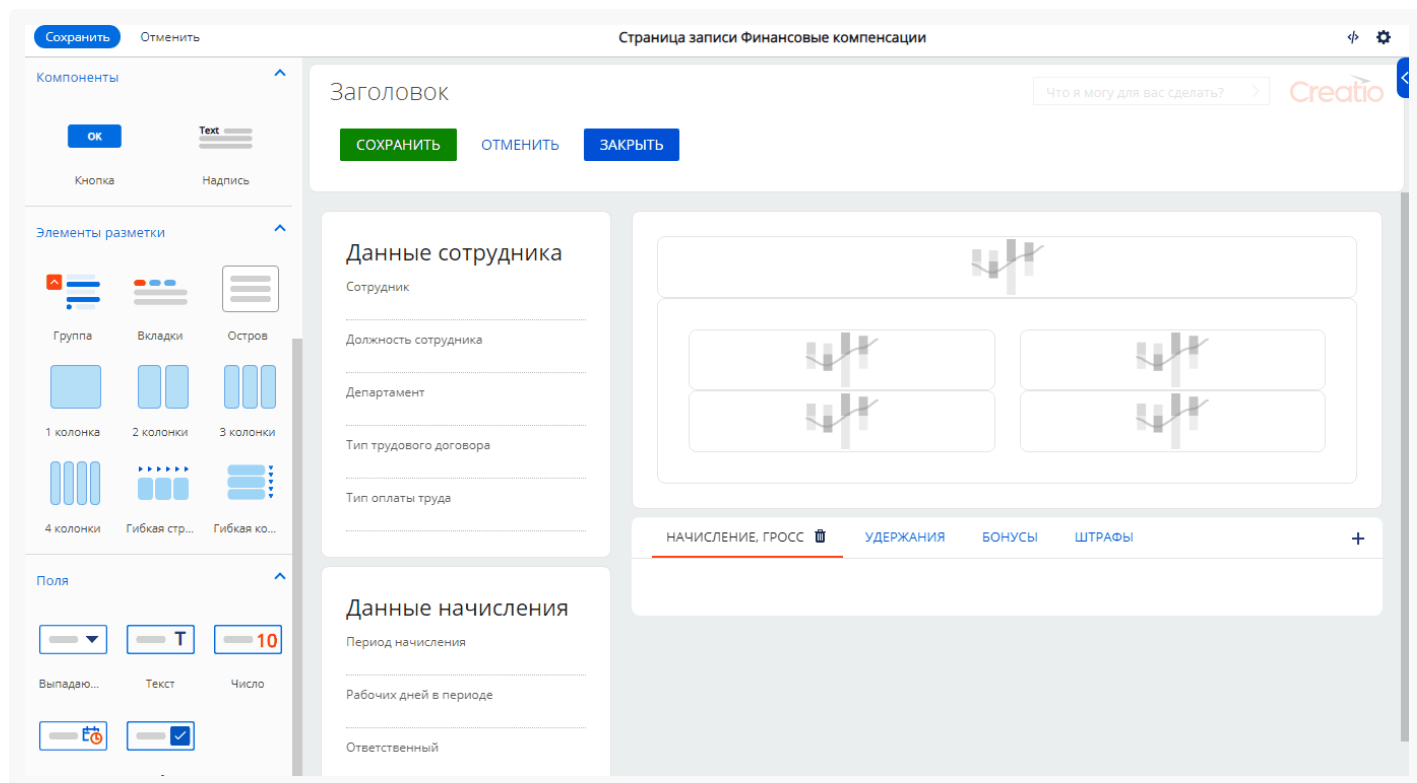 Сохранить Отменить Страница записи Финансовые компенсации
Компоненты
OK Text
Кнопка Надпись
Элементы разметки
Группа Вкладки Остров
1 колонка 2 колонки 3 колонки
4 колонки Гибкая стр... Гибкая ко...
Поля
T 10
Выпадаю... Текст Число
Заголовок
Что я могу для вас сделать?
Creatio
СОХРАНИТЬ ОТМЕНИТЬ ЗАКРЫТЬ
Данные сотрудника
Сотрудник
Должность сотрудника
Департамент
Тип трудового договора
Тип оплаты труда
Данные начисления
Период начисления
Рабочих дней в периоде
Ответственный
НАЧИСЛЕНИЕ, ГРОСС УДЕРЖАНИЯ БОНУСЫ ШТРАФЫ